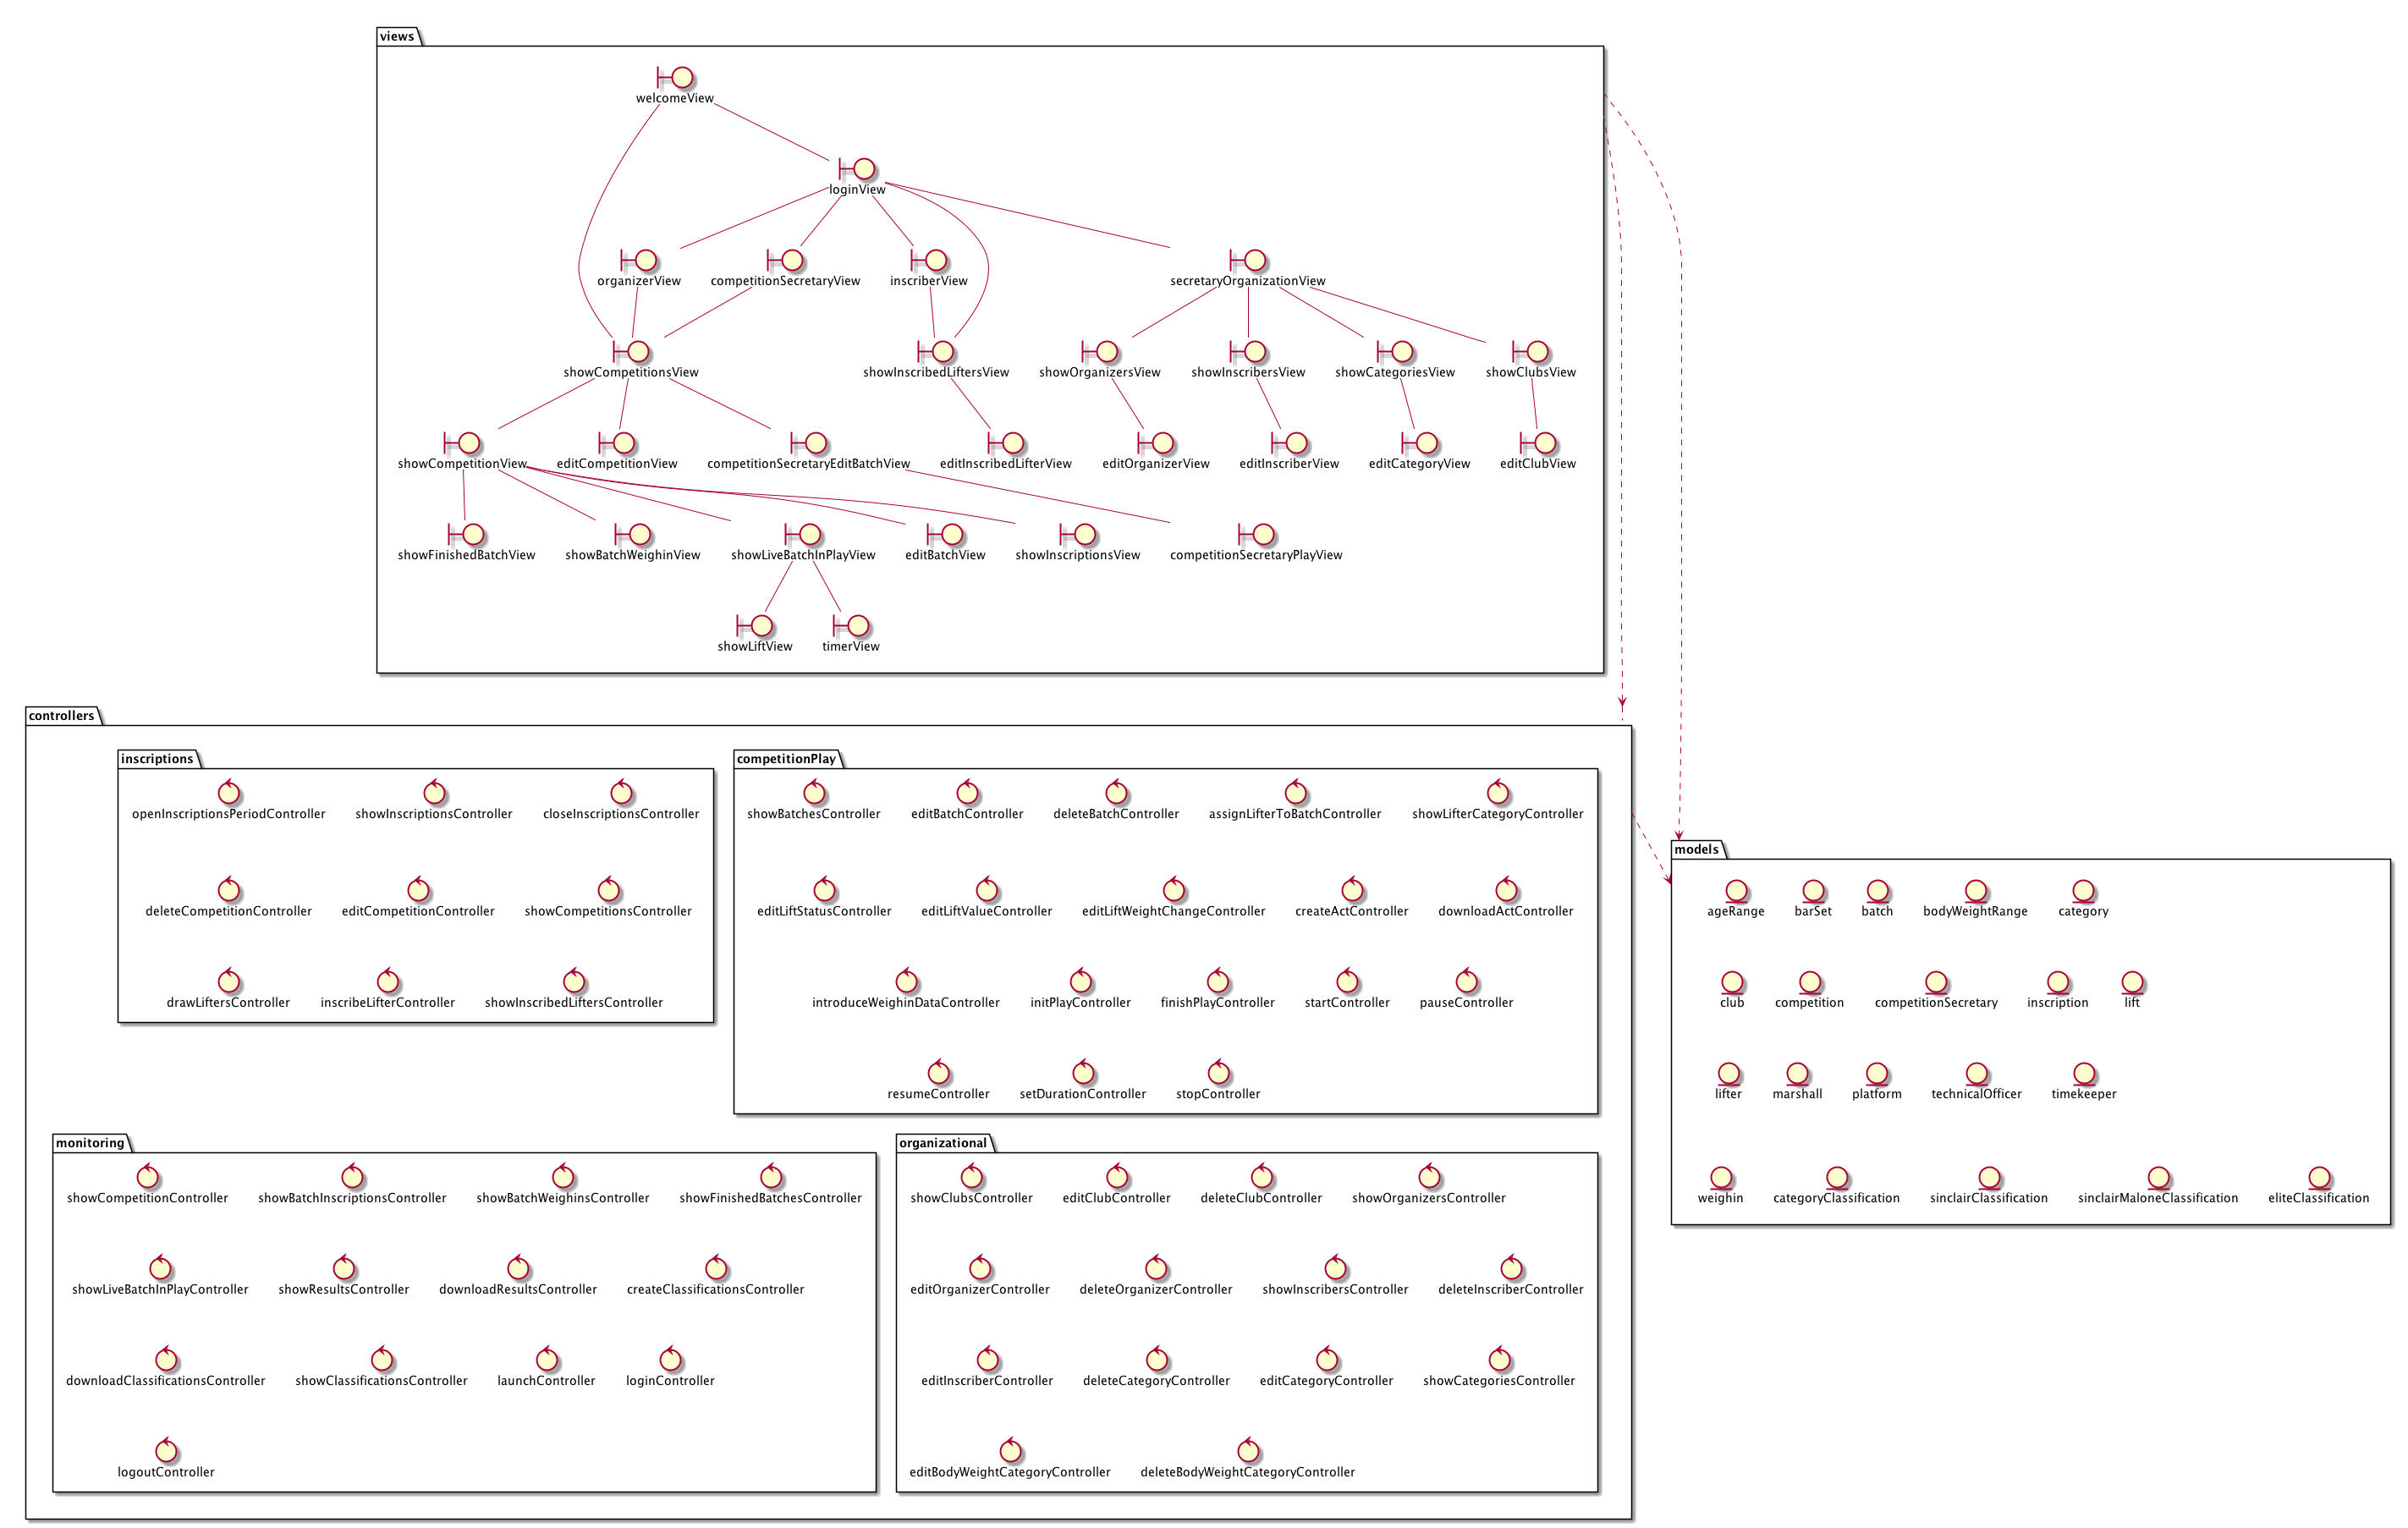 views
welcomeView
loginView
organizerView
competitionSecretaryView
inscriberView
secretaryOrganizationView
showCompetitionsView
showInscribedLiftersView
showOrganizersView
showInscribersView
showCategoriesView
showClubsView
showCompetitionView
editCompetitionView
competitionSecretaryEditBatchView
editInscribedLifterView
editOrganizerView
editInscriberView
editCategoryView
editClubView
showFinishedBatchView
showBatchWeighinView
showLiveBatchInPlayView
editBatchView
showInscriptionsView
competitionSecretaryPlayView
showLiftView
timerView
controllers
inscriptions
openInscriptionsPeriodController
showInscriptionsController
closeInscriptionsController
deleteCompetitionController
editCompetitionController
showCompetitionsController
drawLiftersController
inscribeLifterController
showInscribedLiftersController
competitionPlay
showBatchesController
editBatchController
deleteBatchController
assignLifterToBatchController
showLifterCategoryController
editLiftStatusController
editLiftValueController
editLiftWeightChangeController
createActController
downloadActController
introduceWeighinDataController
initPlayController
finishPlayController
startController
pauseController
resumeController
setDurationController
stopController
monitoring
showCompetitionController
showBatchInscriptionsController
showBatchWeighinsController
showFinishedBatchesController
showLiveBatchInPlayController
showResultsController
downloadResultsController
createClassificationsController
downloadClassificationsController
showClassificationsController
launchController
loginController
logoutController
organizational
showClubsController
editClubController
deleteClubController
showOrganizersController
editOrganizerController
deleteOrganizerController
showInscribersController
deleteInscriberController
editInscriberController
deleteCategoryController
editCategoryController
showCategoriesController
editBodyWeightCategoryController
deleteBodyWeightCategoryController
models
ageRange
barSet
batch
bodyWeightRange
category
club
competition
competitionSecretary
inscription
lift
lifter
marshall
platform
technicalOfficer
timekeeper
weighin
categoryClassification
sinclairClassification
sinclairMaloneClassification
eliteClassification